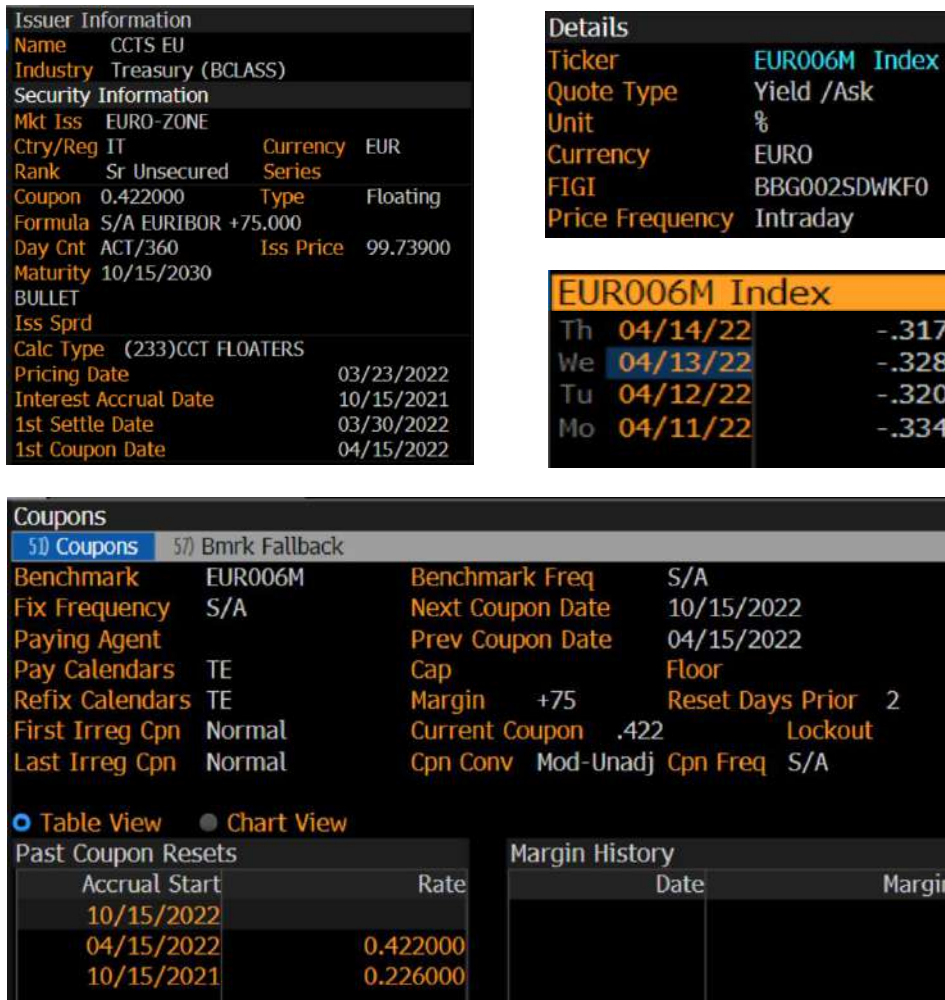 Issuer Information
Name CCTS EU
Industry Treasury (BCLASS)
Security Information
Mkt Iss EURO-ZONE
Ctry/Reg IT Currency EUR
Rank Sr Unsecured Series
Coupon 0.422000 Type Floating
Formula S/A EURIBOR +75.000
Day Cnt ACT/360 Iss Price 99.73900
Maturity 10/15/2030
BULLET
Iss Sprd
Calc Type (233)CCT FLOATERS
Pricing Date 03/23/2022
Interest Accrual Date 10/15/2021
1st Settle Date 03/30/2022
1st Coupon Date 04/15/2022
Details
Ticker EUR006M Index
Quote Type Yield /Ask
Unit %
Currency EURO
FIGI BBG002SDWKF0
Price Frequency Intraday
EUR006M Index
Th 04/14/22 -.317
We 04/13/22 -.328
Tu 04/12/22 -.320
Mo 04/11/22 -.334
Coupons
51) Coupons 57) Bmrk Fallback
Benchmark EUR006M Benchmark Freq S/A
Fix Frequency S/A Next Coupon Date 10/15/2022
Paying Agent Prev Coupon Date 04/15/2022
Pay Calendars TE Cap Floor
Refix Calendars TE Margin +75 Reset Days Prior 2
First Irreg Cpn Normal Current Coupon .422 Lockout
Last Irreg Cpn Normal Cpn Conv Mod-Unadj Cpn Freq S/A
Table View Chart View
Past Coupon Resets Margin History
Accrual Start Rate Date Margin
10/15/2022
04/15/2022 0.422000
10/15/2021 0.226000